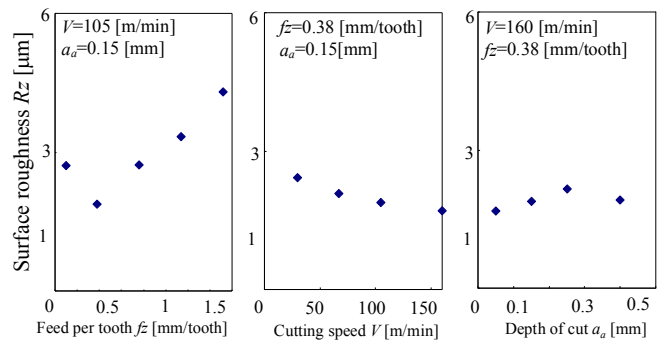 Surface roughness Rz [μm]
6
3
1
V=105 [m/min]
aa=0.15 [mm]
0
0.5
1
1.5
Feed per tooth fz [mm/tooth]
6
3
1
fz=0.38 [mm/tooth]
aa=0.15[mm]
0
50
100
150
Cutting speed V [m/min]
6
3
1
V=160 [m/min]
fz=0.38 [mm/tooth]
0
0.1
0.3
0.5
Depth of cut aa [mm]